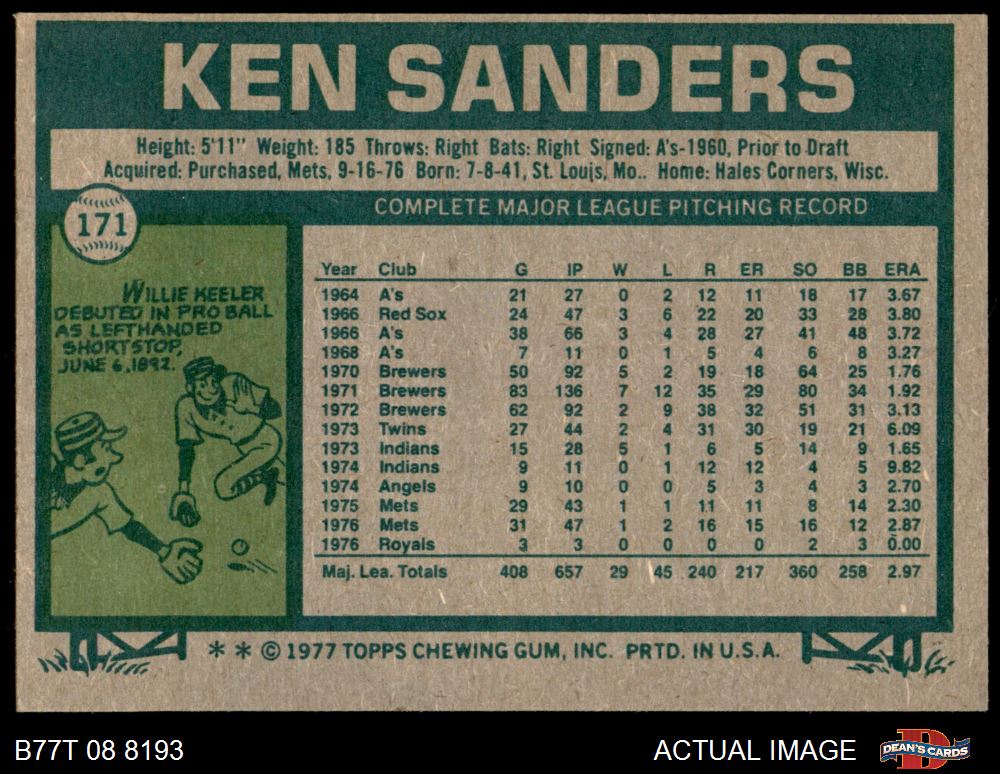 KEN SANDERS
Height: 5'11" Weight: 185 Throws: Right Bats: Right Signed: A's-1960, Prior to Draft
Acquired: Purchased, Mets, 9-16-76 Born: 7-8-41, St. Louis, Mo.. Home: Hales Corners, Wisc.
171
COMPLETE MAJOR LEAGUE PITCHING RECORD
WILLIE KEELER
DEBUTED IN PRO BALL
AS LEFTHANDED
SHORTSTOP,
JUNE 6, 1892.
Year Club G IP W L R ER SO BB ERA
1964 A's 21 27 0 2 12 11 18 17 3.67
1966 Red Sox 24 47 3 6 22 20 33 28 3.80
1966 A's 38 66 3 4 28 27 41 48 3.72
1968 A's 7 11 0 1 5 4 6 8 3.27
1970 Brewers 50 92 5 2 19 18 64 25 1.76
1971 Brewers 83 136 7 12 35 29 80 34 1.92
1972 Brewers 62 92 2 9 38 32 51 31 3.13
1973 Twins 27 44 2 4 31 30 19 21 6.09
1973 Indians 15 28 5 1 6 5 14 9 1.65
1974 Indians 9 11 0 1 12 12 4 5 9.82
1974 Angels 9 10 0 0 5 3 4 3 2.70
1975 Mets 29 43 1 1 11 11 8 14 2.30
1976 Mets 31 47 1 2 16 15 16 12 2.87
1976 Royals 3 3 0 0 0 0 2 3 0.00
Maj. Lea. Totals 408 657 29 45 240 217 360 258 2.97
* * © 1977 TOPPS CHEWING GUM, INC. PRTD. IN U.S.A.
B77T 08 8193
ACTUAL IMAGE
D
DEAN'S CARDS